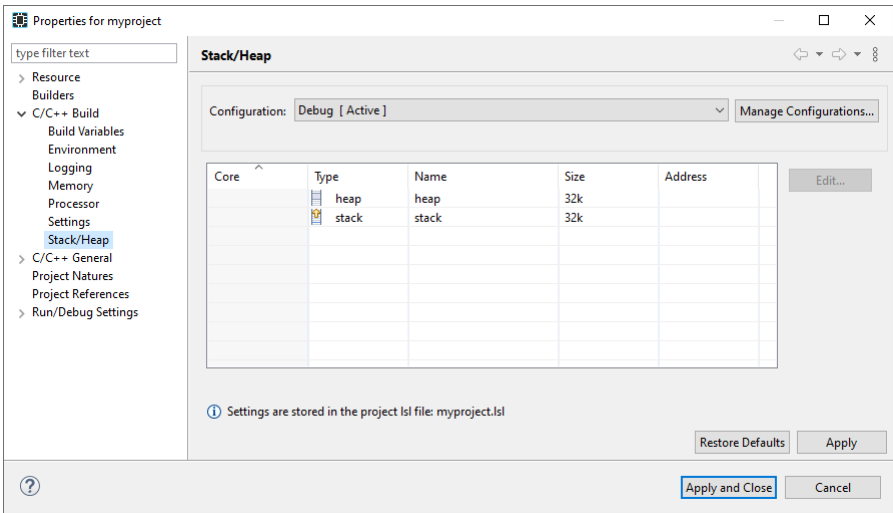 Properties for myproject
type filter text
Resource
Builders
C/C++ Build
Build Variables
Environment
Logging
Memory
Processor
Settings
Stack/Heap
C/C++ General
Project Natures
Project References
Run/Debug Settings
Stack/Heap
Configuration: Debug [ Active ] Manage Configurations...
Core Type Name Size Address Edit...
heap heap 32k
stack stack 32k
Settings are stored in the project lsl file: myproject.lsl
Restore Defaults Apply
Apply and Close Cancel